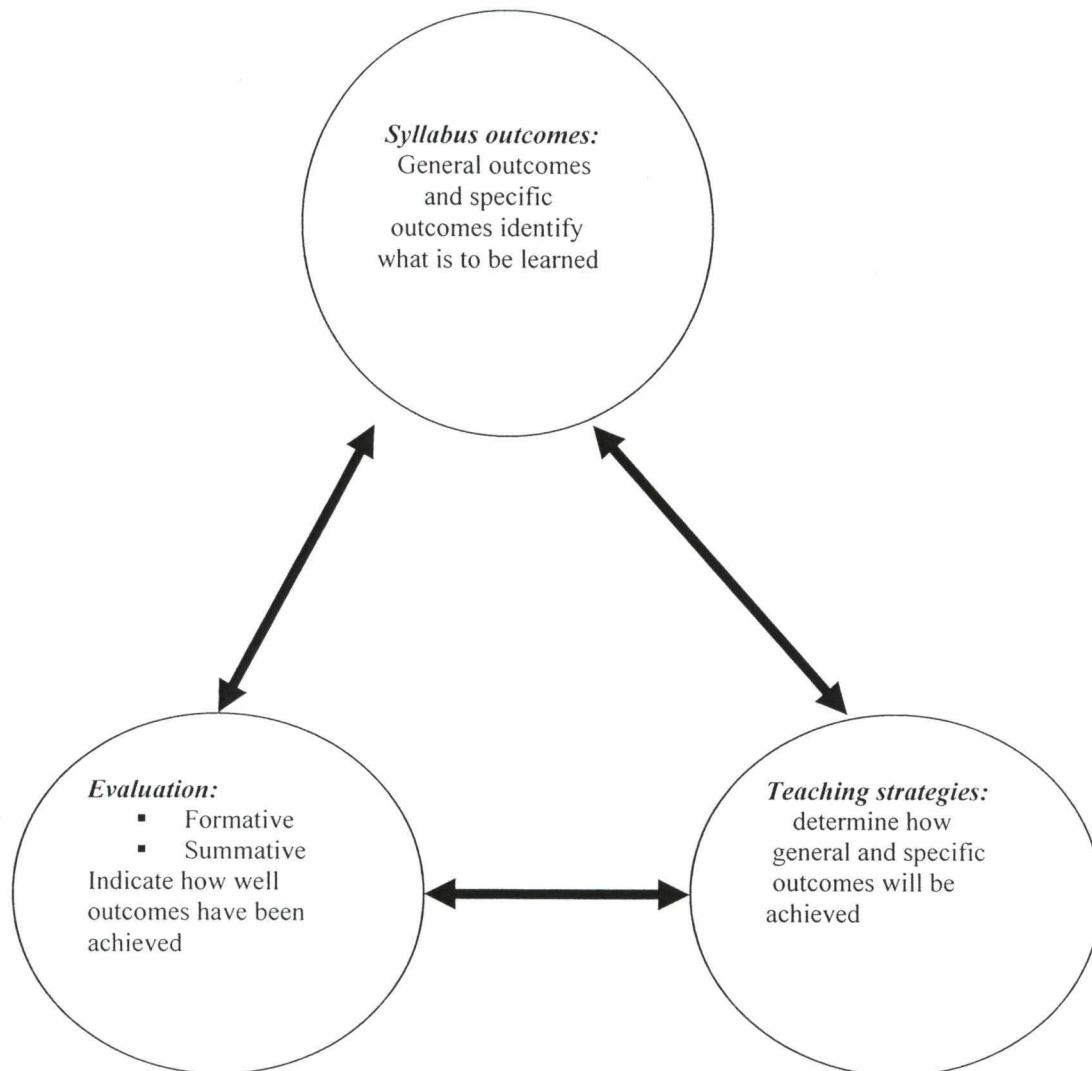 Syllabus outcomes:
General outcomes
and specific
outcomes identify
what is to be learned
Evaluation:
▪ Formative
▪ Summative
Indicate how well
outcomes have been
achieved
Teaching strategies:
determine how
general and specific
outcomes will be
achieved